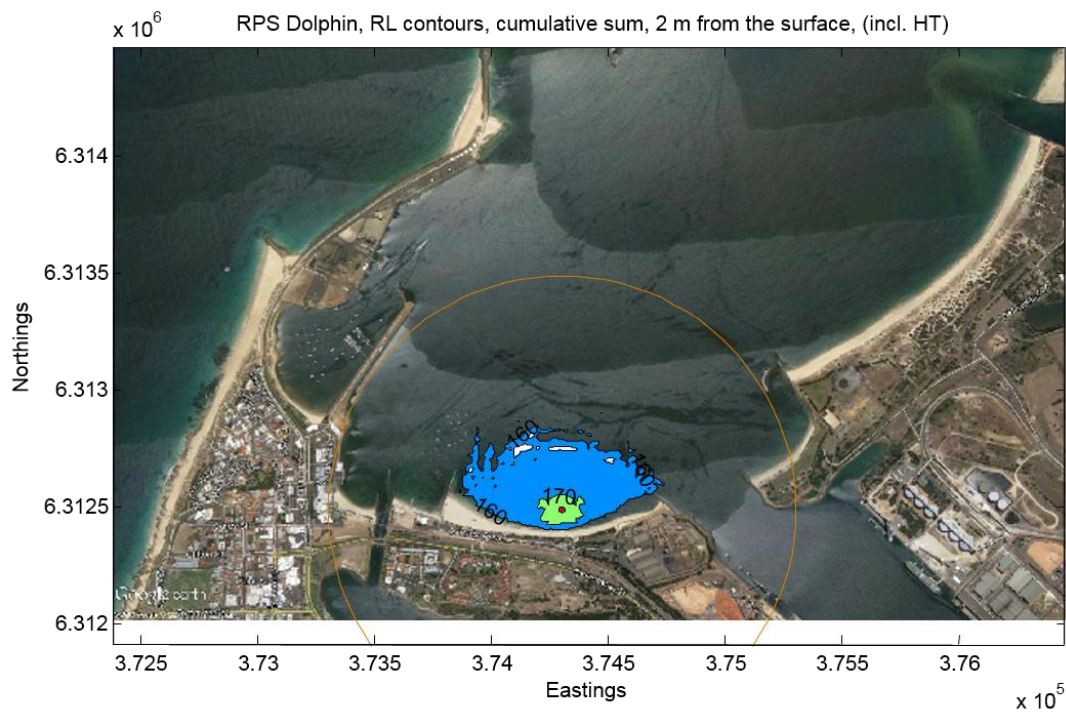 RPS Dolphin, RL contours, cumulative sum, 2 m from the surface, (incl. HT)
x 10^6
6.314
6.3135
6.313
6.3125
6.312
Northings
160
160
160
170
Google earth
3.725
3.73
3.735
3.74
3.745
3.75
3.755
3.76
Eastings
x 10^5